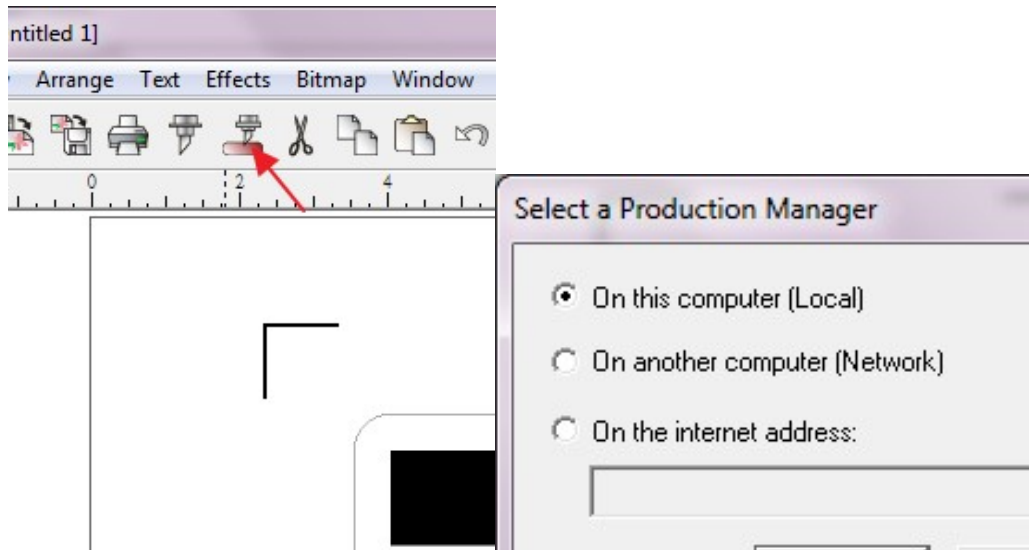 ntitled 1]
Arrange Text Effects Bitmap Window
0 2 4
Select a Production Manager
On this computer (Local)
On another computer (Network)
On the internet address: